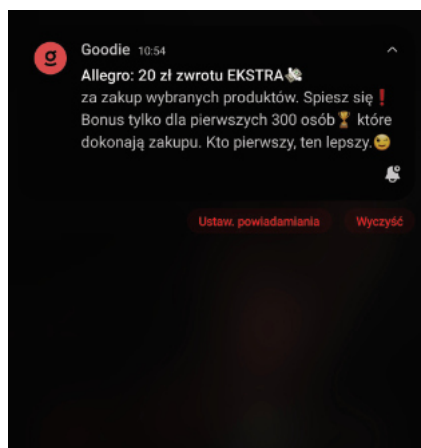 g Goodie 10:54
Allegro: 20 zł zwrotu EKSTRA💸
za zakup wybranych produktów. Spiesz się❗
Bonus tylko dla pierwszych 300 osób🏆 które
dokonają zakupu. Kto pierwszy, ten lepszy.😉
Ustaw. powiadamiania Wyczyść